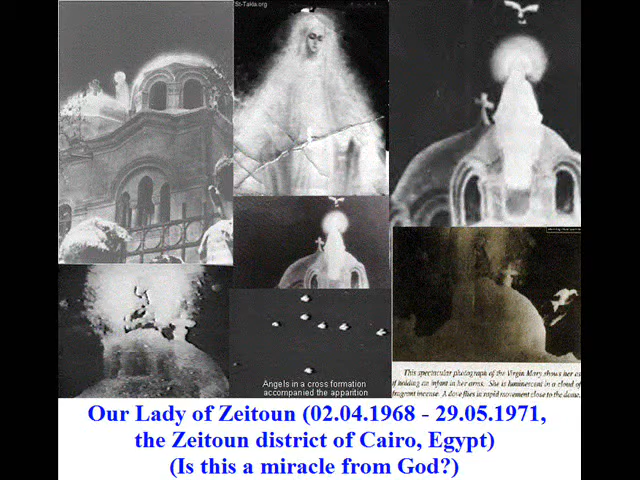 St-Takla.org
Angels in a cross formation
accompanied the apparition
This spectacular photograph of the Virgin Mary shows her as
if holding an infant in her arms. She is luminescent in a cloud of
fragrant incense. A dove flies in rapid movement close to the dome.
Our Lady of Zeitoun (02.04.1968 - 29.05.1971,
the Zeitoun district of Cairo, Egypt)
(Is this a miracle from God?)